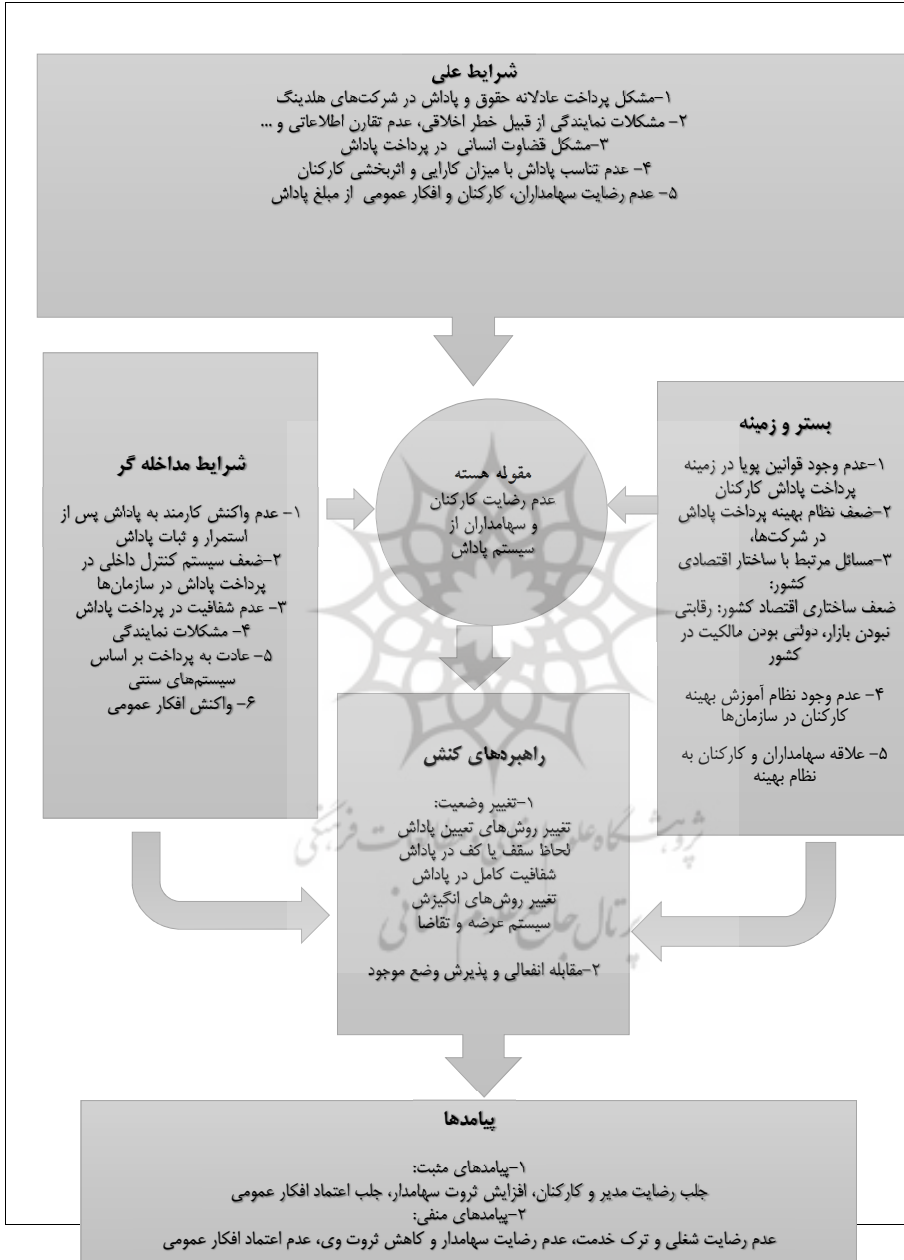 شرایط علی
۱-مشکل پرداخت عادلانه حقوق و پاداش در شرکت‌های هلدینگ
۲- مشکلات نمایندگی از قبیل خطر اخلاقی، عدم تقارن اطلاعاتی و ...
۳-مشکل قضاوت انسانی در پرداخت پاداش
۴- عدم تناسب پاداش با میزان کارایی و اثربخشی کارکنان
۵- عدم رضایت سهامداران، کارکنان و افکار عمومی از مبلغ پاداش
بستر و زمینه
۱-عدم وجود قوانین پویا در زمینه
پرداخت پاداش کارکنان
۲-ضعف نظام بهینه پرداخت پاداش
در شرکت‌ها،
۳-مسائل مرتبط با ساختار اقتصادی
کشور:
ضعف ساختاری اقتصاد کشور: رقابتی
نبودن بازار، دولتی بودن مالکیت در
کشور
۴- عدم وجود نظام آموزش بهینه
کارکنان در سازمان‌ها
۵- علاقه سهامداران و کارکنان به
نظام بهینه
مقوله هسته
عدم رضایت کارکنان
و سهامداران از
سیستم پاداش
شرایط مداخله گر
۱- عدم واکنش کارمند به پاداش پس از
استمرار و ثبات پاداش
۲-ضعف سیستم کنترل داخلی در
پرداخت پاداش در سازمان‌ها
۳- عدم شفافیت در پرداخت پاداش
۴- مشکلات نمایندگی
۵- عادت به پرداخت بر اساس
سیستم‌های سنتی
۶- واکنش افکار عمومی
راهبردهای کنش
۱-تغییر وضعیت:
تغییر روش‌های تعیین پاداش
لحاظ سقف یا کف در پاداش
شفافیت کامل در پاداش
تغییر روش‌های انگیزش
سیستم عرضه و تقاضا
۲-مقابله انفعالی و پذیرش وضع موجود
پژوهشگاه علوم انسانی و مطالعات فرهنگی
پرتال جامع علوم انسانی
پیامدها
۱-پیامدهای مثبت:
جلب رضایت مدیر و کارکنان، افزایش ثروت سهامدار، جلب اعتماد افکار عمومی
۲-پیامدهای منفی:
عدم رضایت شغلی و ترک خدمت، عدم رضایت سهامدار و کاهش ثروت وی، عدم اعتماد افکار عمومی